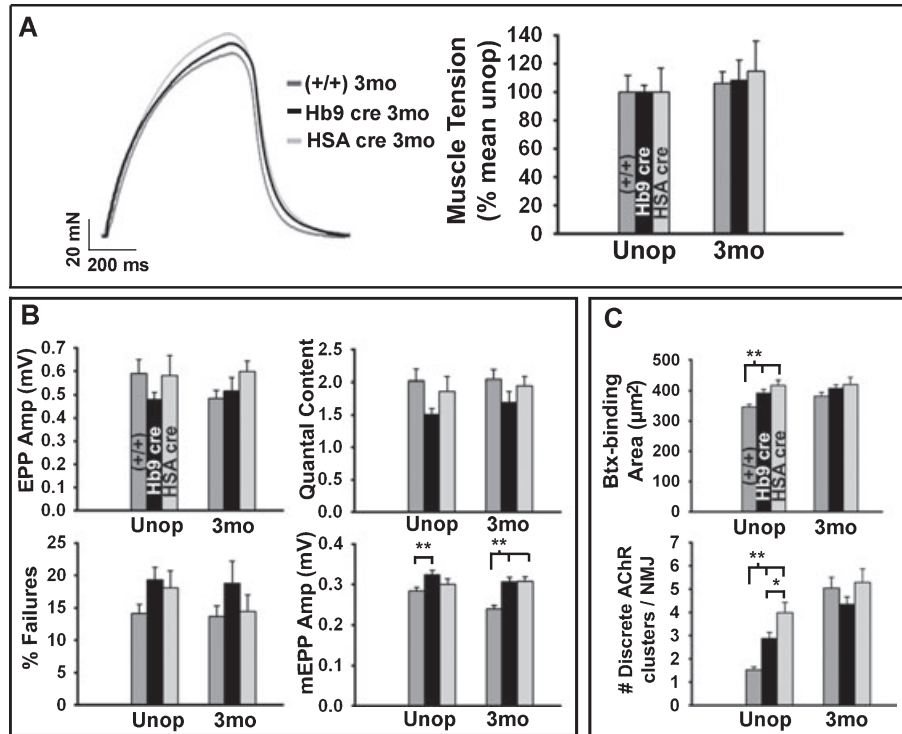 A
(+/+) 3mo
Hb9 cre 3mo
HSA cre 3mo
20 mN
200 ms
Muscle Tension
(% mean unop)
140
120
100
80
60
40
20
0
(+/+)
Hb9 cre
HSA cre
Unop 3mo
B
EPP Amp (mV)
0.7
0.6
0.5
0.4
0.3
0.2
0.1
0.0
(+/+)
Hb9 cre
HSA cre
Unop 3mo
Quantal Content
2.5
2.0
1.5
1.0
0.5
0.0
Unop 3mo
% Failures
25
20
15
10
5
0
Unop 3mo
mEPP Amp (mV)
0.4
0.3
0.2
0.1
0.0
** **
Unop 3mo
C
Btx-binding
Area (µm²)
500
400
300
200
100
0
**
(+/+)
Hb9 cre
HSA cre
Unop 3mo
# Discrete AChR
clusters / NMJ
7
6
5
4
3
2
1
0
**
*
Unop 3mo